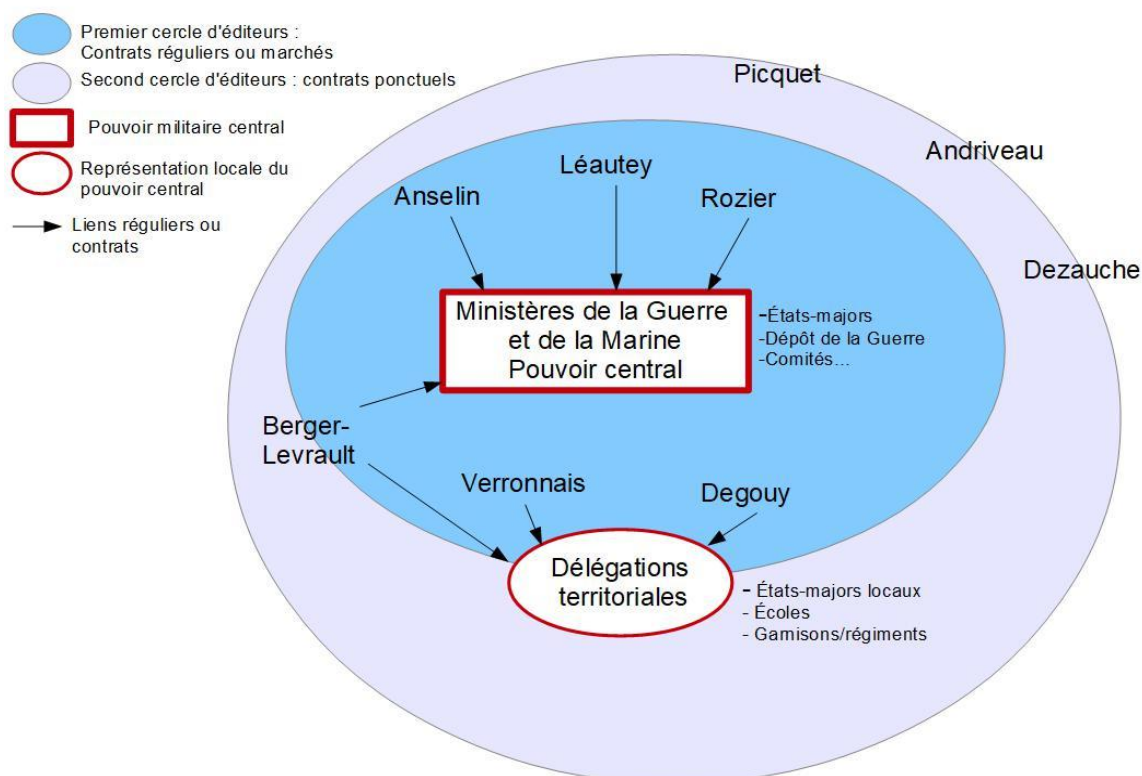 Premier cercle d'éditeurs :
Contrats réguliers ou marchés
Second cercle d'éditeurs : contrats ponctuels
Pouvoir militaire central
Représentation locale du
pouvoir central
Liens réguliers ou
contrats
Picquet
Andriveau
Dezauche
Léautey
Anselin
Rozier
Ministères de la Guerre
et de la Marine
Pouvoir central
-États-majors
-Dépôt de la Guerre
-Comités...
Berger-
Levrault
Verronnais
Degouy
Délégations
territoriales
- États-majors locaux
- Écoles
- Garnisons/régiments